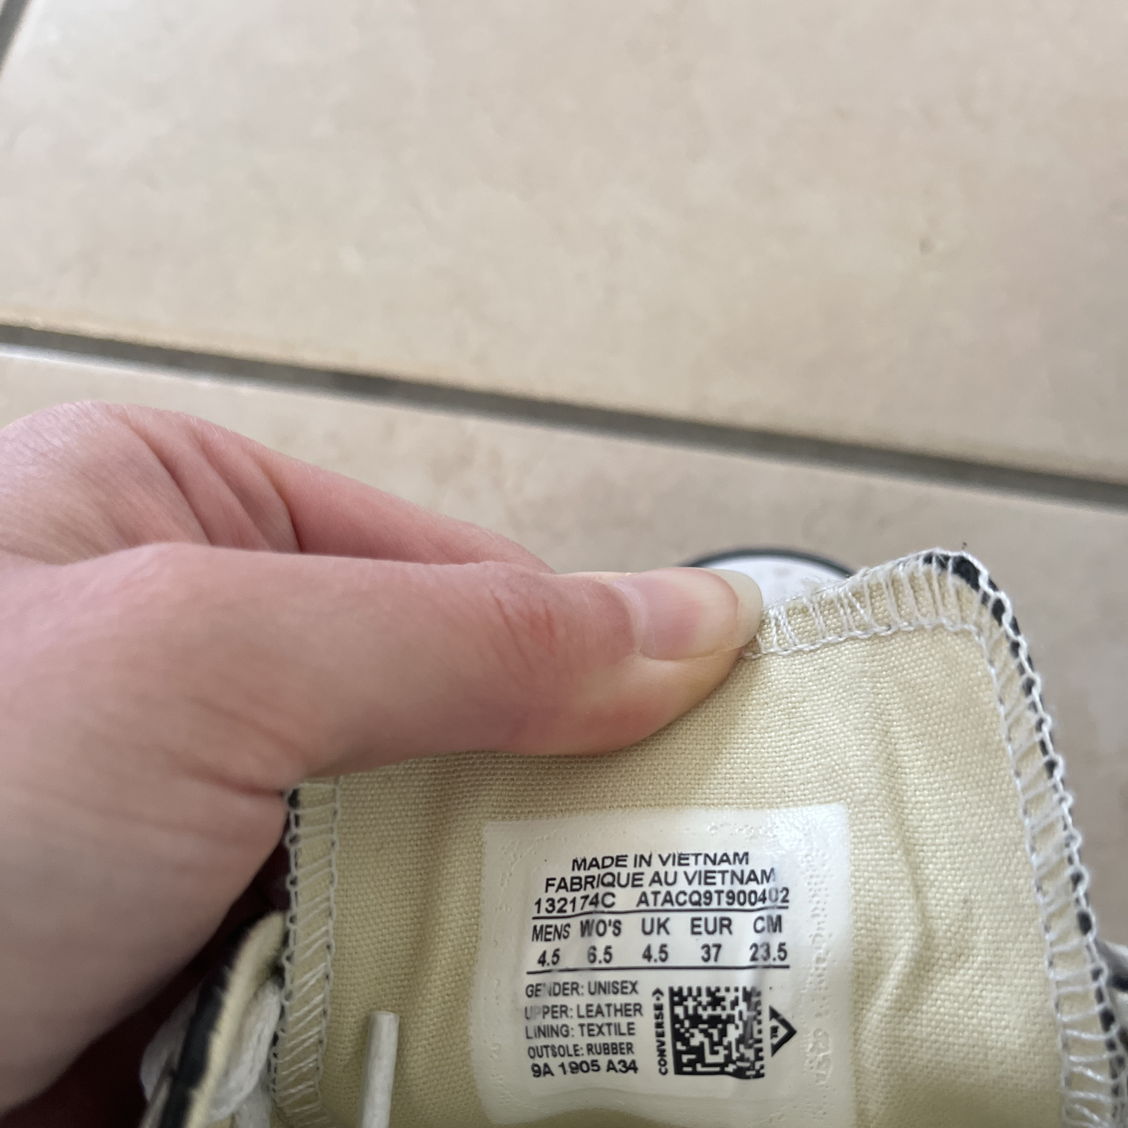 MADE IN VIETNAM
FABRIQUE AU VIETNAM
132174C ATACQ9T900402
MENS WO'S UK EUR CM
4.5 6.5 4.5 37 23.5
GENDER: UNISEX
UPPER: LEATHER
LINING: TEXTILE
OUTSOLE: RUBBER
9A 1905 A34
CONVERSE